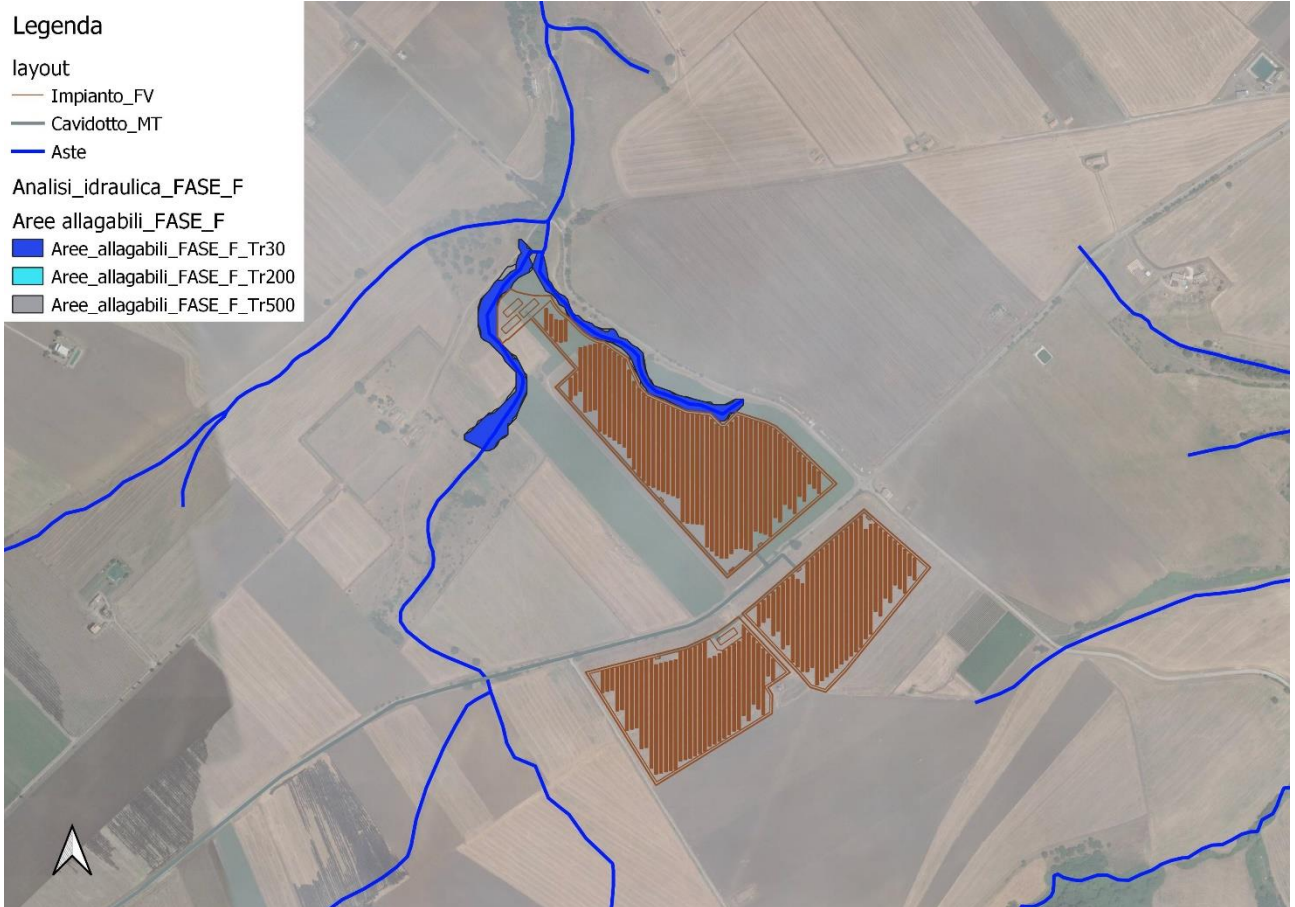 Legenda
layout
Impianto_FV
Cavidotto_MT
Aste
Analisi_idraulica_FASE_F
Aree allagabili_FASE_F
Aree_allagabili_FASE_F_Tr30
Aree_allagabili_FASE_F_Tr200
Aree_allagabili_FASE_F_Tr500